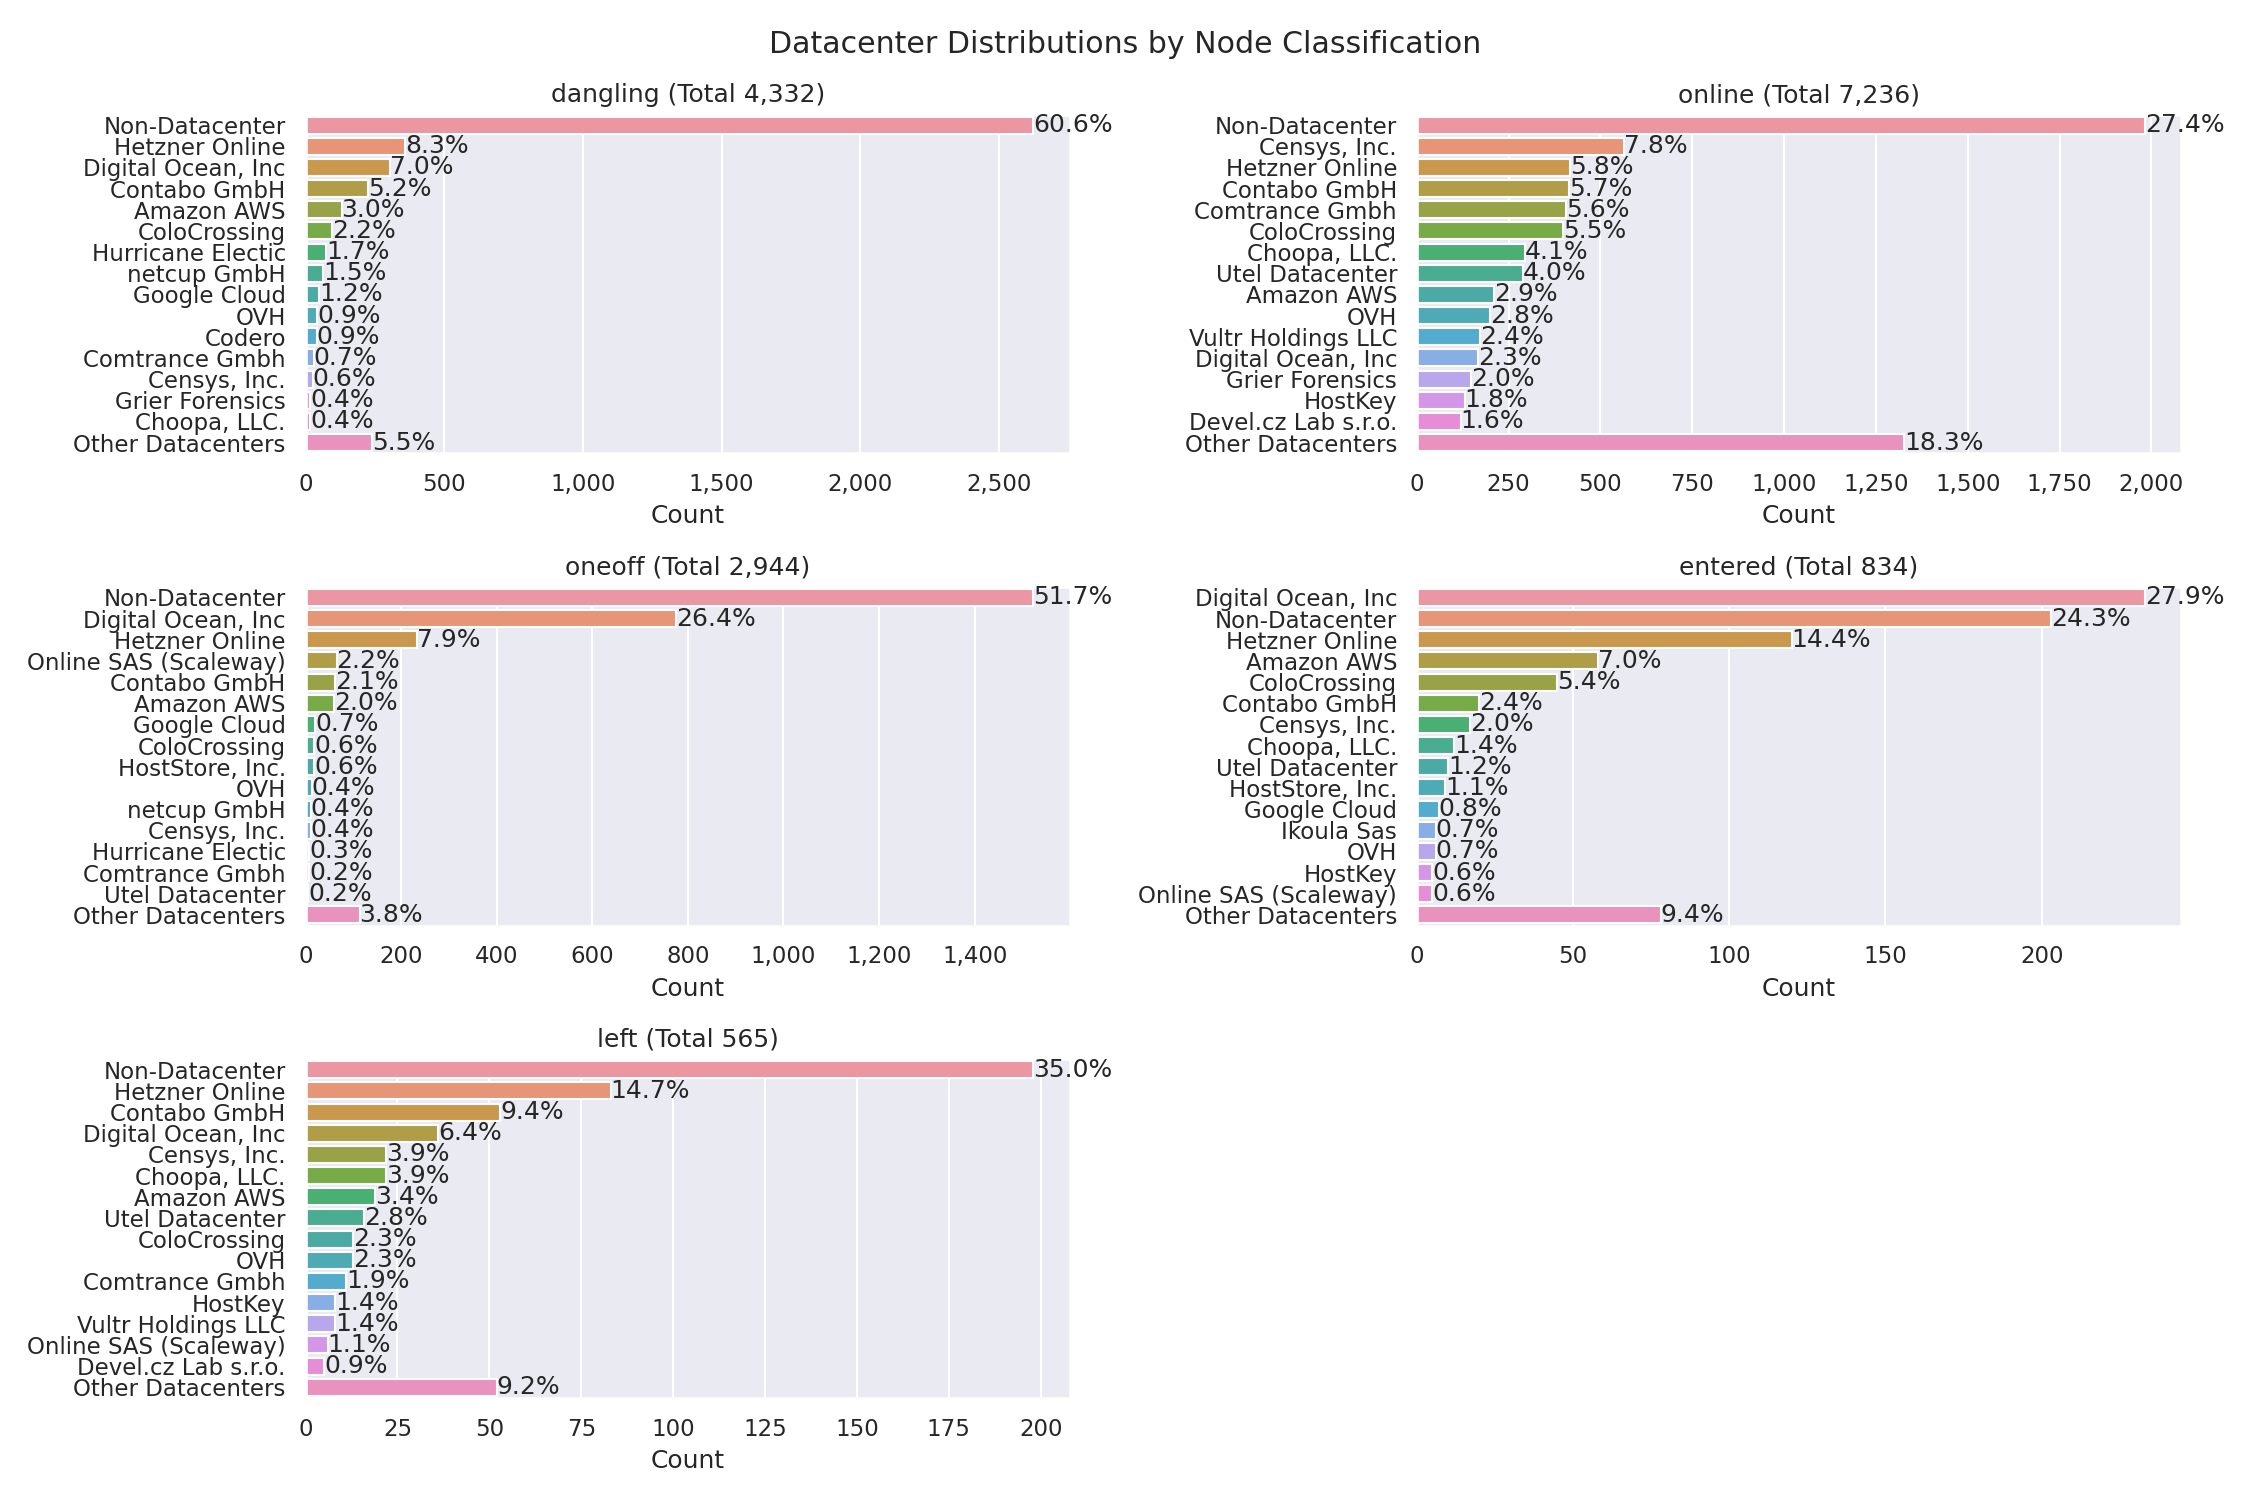 Datacenter Distributions by Node Classification
dangling (Total 4,332)
Non-Datacenter 60.6%
Hetzner Online 8.3%
Digital Ocean, Inc 7.0%
Contabo GmbH 5.2%
Amazon AWS 3.0%
ColoCrossing 2.2%
Hurricane Electic 1.7%
netcup GmbH 1.5%
Google Cloud 1.2%
OVH 0.9%
Codero 0.9%
Comtrance Gmbh 0.7%
Censys, Inc. 0.6%
Grier Forensics 0.4%
Choopa, LLC. 0.4%
Other Datacenters 5.5%
0 500 1,000 1,500 2,000 2,500
Count
online (Total 7,236)
Non-Datacenter 27.4%
Censys, Inc. 7.8%
Hetzner Online 5.8%
Contabo GmbH 5.7%
Comtrance Gmbh 5.6%
ColoCrossing 5.5%
Choopa, LLC. 4.1%
Utel Datacenter 4.0%
Amazon AWS 2.9%
OVH 2.8%
Vultr Holdings LLC 2.4%
Digital Ocean, Inc 2.3%
Grier Forensics 2.0%
HostKey 1.8%
Devel.cz Lab s.r.o. 1.6%
Other Datacenters 18.3%
0 250 500 750 1,000 1,250 1,500 1,750 2,000
Count
oneoff (Total 2,944)
Non-Datacenter 51.7%
Digital Ocean, Inc 26.4%
Hetzner Online 7.9%
Online SAS (Scaleway) 2.2%
Contabo GmbH 2.1%
Amazon AWS 2.0%
Google Cloud 0.7%
ColoCrossing 0.6%
HostStore, Inc. 0.6%
OVH 0.4%
netcup GmbH 0.4%
Censys, Inc. 0.4%
Hurricane Electic 0.3%
Comtrance Gmbh 0.2%
Utel Datacenter 0.2%
Other Datacenters 3.8%
0 200 400 600 800 1,000 1,200 1,400
Count
entered (Total 834)
Digital Ocean, Inc 27.9%
Non-Datacenter 24.3%
Hetzner Online 14.4%
Amazon AWS 7.0%
ColoCrossing 5.4%
Contabo GmbH 2.4%
Censys, Inc. 2.0%
Choopa, LLC. 1.4%
Utel Datacenter 1.2%
HostStore, Inc. 1.1%
Google Cloud 0.8%
Ikoula Sas 0.7%
OVH 0.7%
HostKey 0.6%
Online SAS (Scaleway) 0.6%
Other Datacenters 9.4%
0 50 100 150 200
Count
left (Total 565)
Non-Datacenter 35.0%
Hetzner Online 14.7%
Contabo GmbH 9.4%
Digital Ocean, Inc 6.4%
Censys, Inc. 3.9%
Choopa, LLC. 3.9%
Amazon AWS 3.4%
Utel Datacenter 2.8%
ColoCrossing 2.3%
OVH 2.3%
Comtrance Gmbh 1.9%
HostKey 1.4%
Vultr Holdings LLC 1.4%
Online SAS (Scaleway) 1.1%
Devel.cz Lab s.r.o. 0.9%
Other Datacenters 9.2%
0 25 50 75 100 125 150 175 200
Count